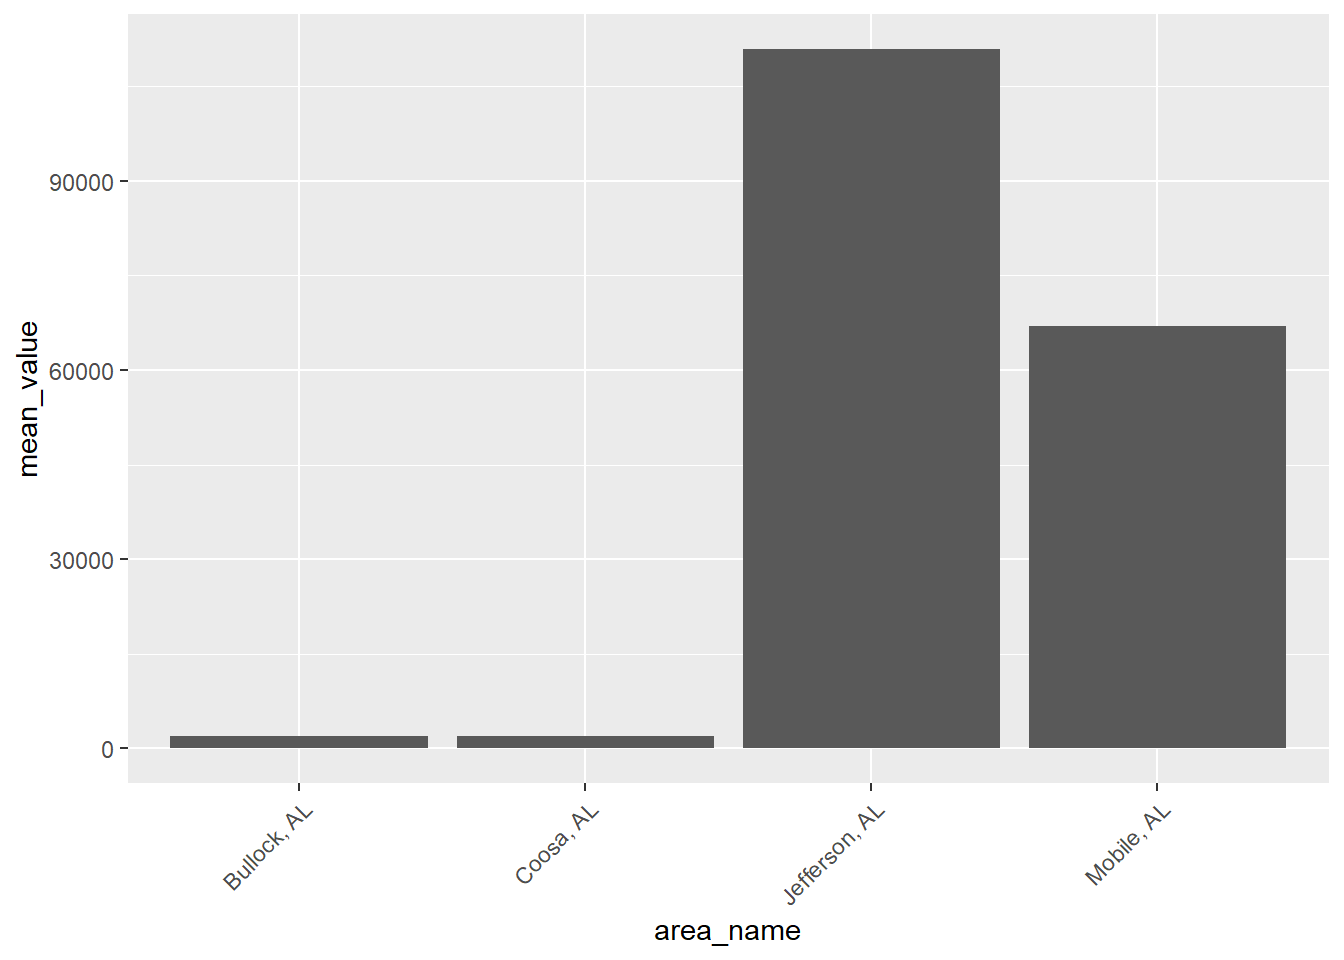 mean_value
90000
60000
30000
0
Bullock, AL
Coosa, AL
Jefferson, AL
Mobile, AL
area_name